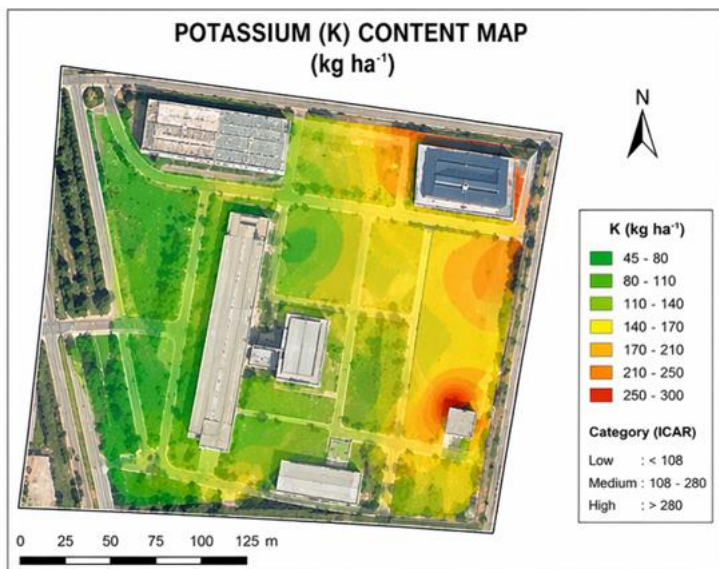 POTASSIUM (K) CONTENT MAP
(kg ha⁻¹)
N
K (kg ha⁻¹)
45 - 80
80 - 110
110 - 140
140 - 170
170 - 210
210 - 250
250 - 300
Category (ICAR)
Low : < 108
Medium : 108 - 280
High : > 280
0 25 50 75 100 125 m